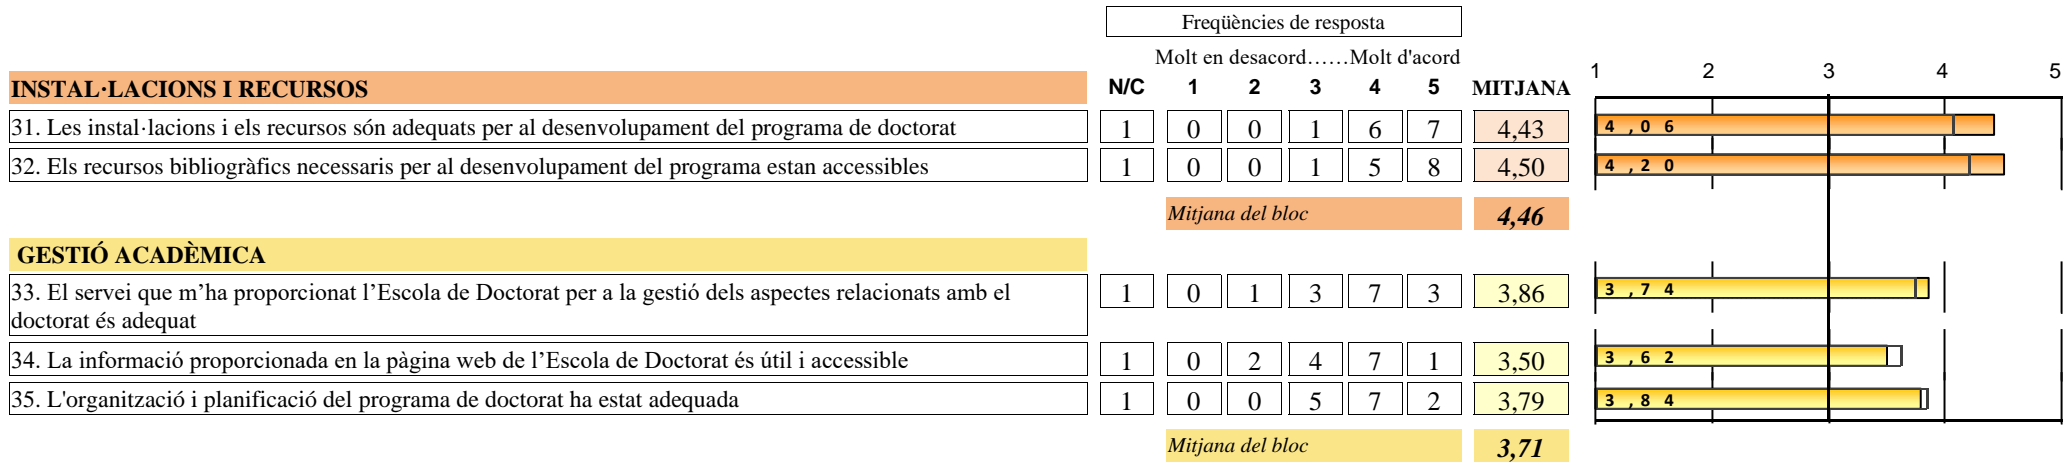 Freqüències de resposta
Molt en desacord……Molt d'acord
INSTAL·LACIONS I RECURSOS N/C 1 2 3 4 5 MITJANA 1 2 3 4 5
31. Les instal·lacions i els recursos són adequats per al desenvolupament del programa de doctorat 1 0 0 1 6 7 4,43 4,06
32. Els recursos bibliogràfics necessaris per al desenvolupament del programa estan accessibles 1 0 0 1 5 8 4,50 4,20
Mitjana del bloc 4,46
GESTIÓ ACADÈMICA
33. El servei que m’ha proporcionat l’Escola de Doctorat per a la gestió dels aspectes relacionats amb el 1 0 1 3 7 3 3,86 3,74
doctorat és adequat
34. La informació proporcionada en la pàgina web de l’Escola de Doctorat és útil i accessible 1 0 2 4 7 1 3,50 3,62
35. L'organització i planificació del programa de doctorat ha estat adequada 1 0 0 5 7 2 3,79 3,84
Mitjana del bloc 3,71